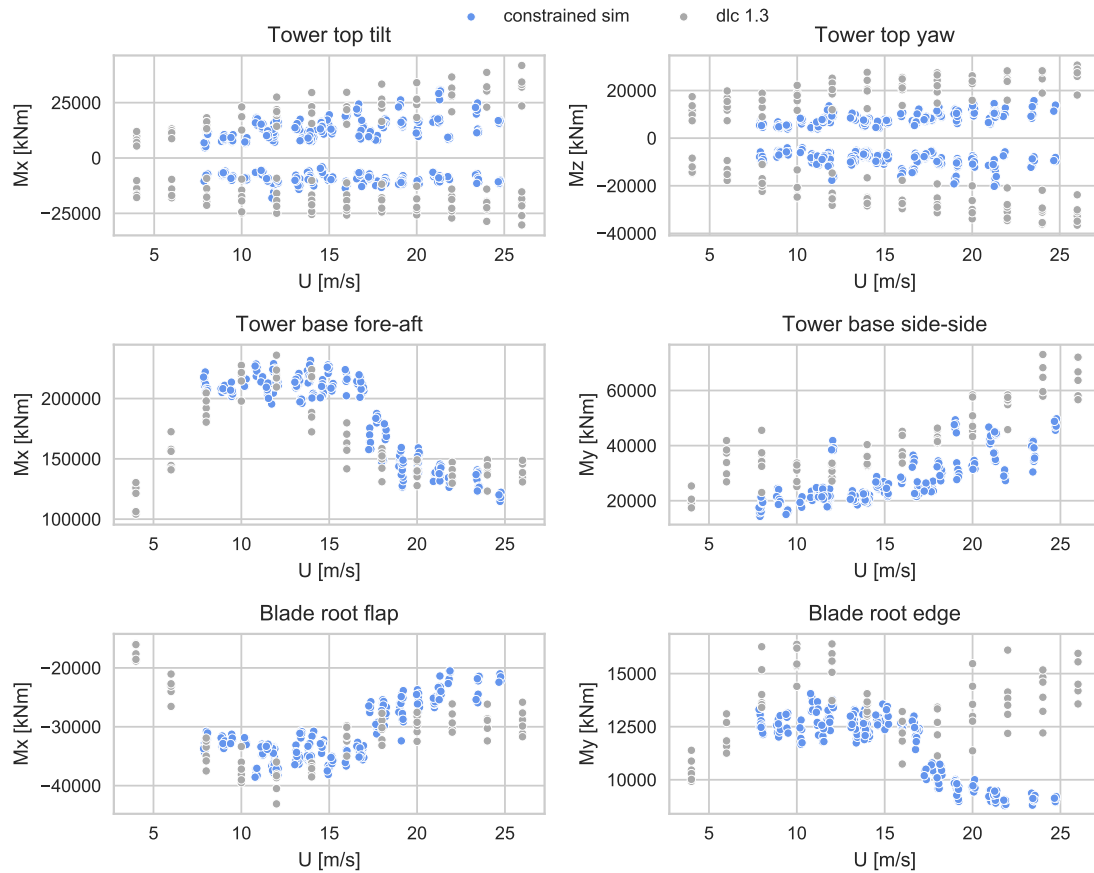 constrained sim dlc 1.3
Tower top tilt
Mx [kNm]
25000
0
−25000
5 10 15 20 25
U [m/s]
Tower top yaw
Mz [kNm]
20000
0
−20000
−40000
5 10 15 20 25
U [m/s]
Tower base fore-aft
Mx [kNm]
200000
150000
100000
5 10 15 20 25
U [m/s]
Tower base side-side
My [kNm]
60000
40000
20000
5 10 15 20 25
U [m/s]
Blade root flap
Mx [kNm]
−20000
−30000
−40000
5 10 15 20 25
U [m/s]
Blade root edge
My [kNm]
15000
12500
10000
5 10 15 20 25
U [m/s]